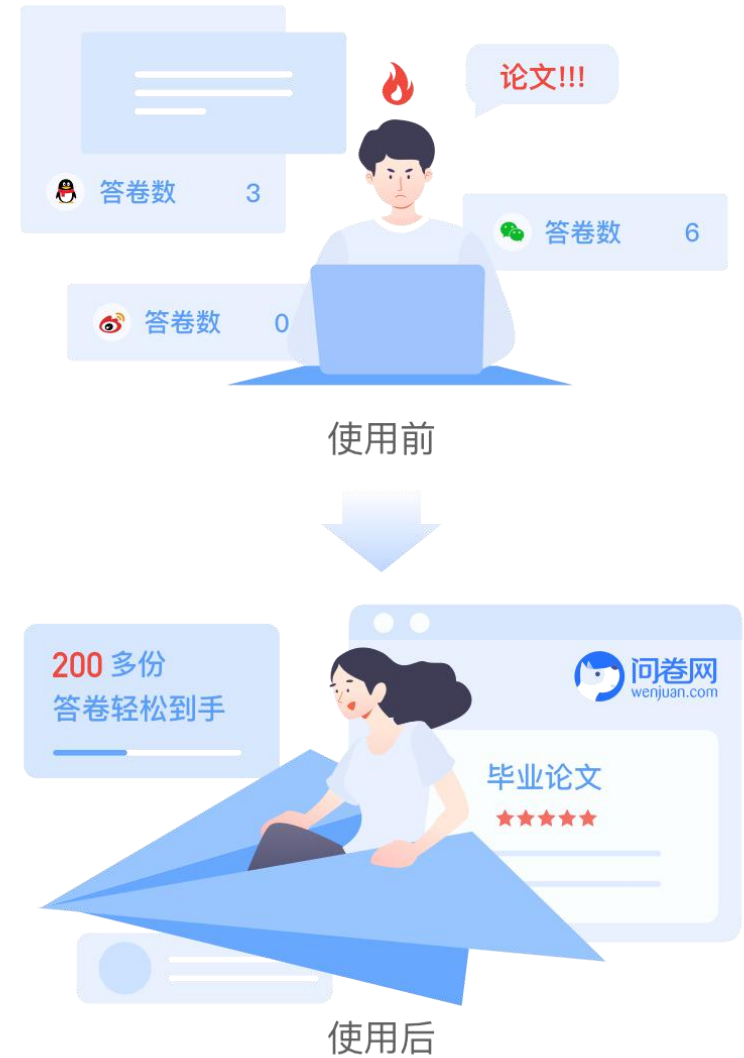 论文!!!
答卷数 3
答卷数 6
答卷数 0
使用前
200 多份
答卷轻松到手
问卷网
wenjuan.com
毕业论文
使用后